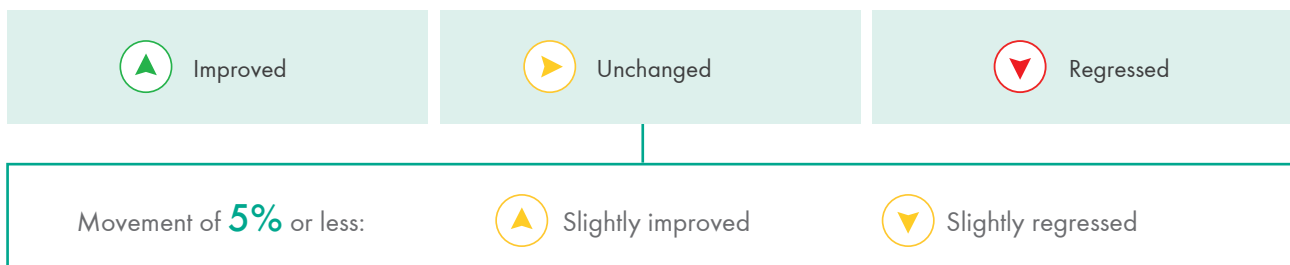 Improved
Unchanged
Regressed
Movement of 5% or less:
Slightly improved
Slightly regressed